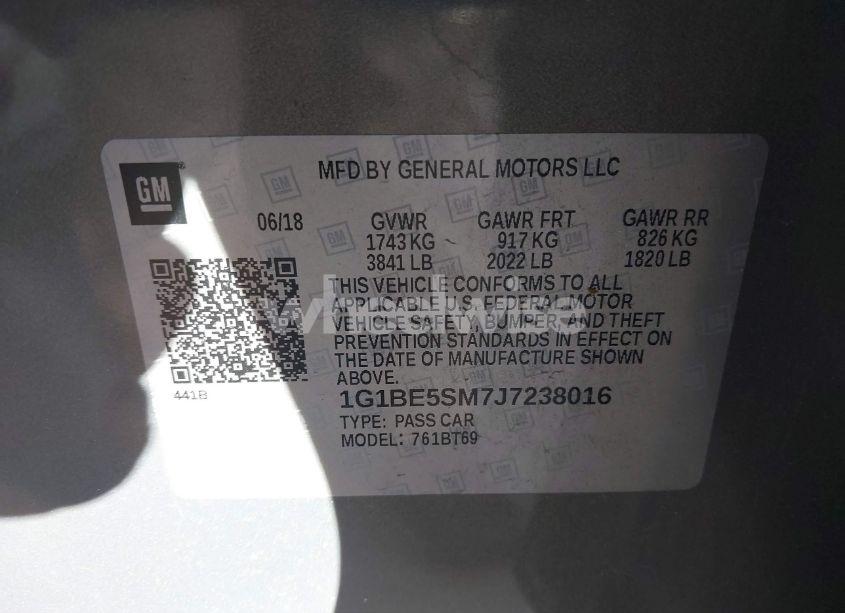 GM
MFD BY GENERAL MOTORS LLC
06/18 GVWR GAWR FRT GAWR RR
1743 KG 917 KG 826 KG
3841 LB 2022 LB 1820 LB
THIS VEHICLE CONFORMS TO ALL
APPLICABLE U.S. FEDERAL MOTOR
VEHICLE SAFETY, BUMPER, AND THEFT
PREVENTION STANDARDS IN EFFECT ON
THE DATE OF MANUFACTURE SHOWN
ABOVE.
441B
1G1BE5SM7J7238016
TYPE: PASS CAR
MODEL: 761BT69